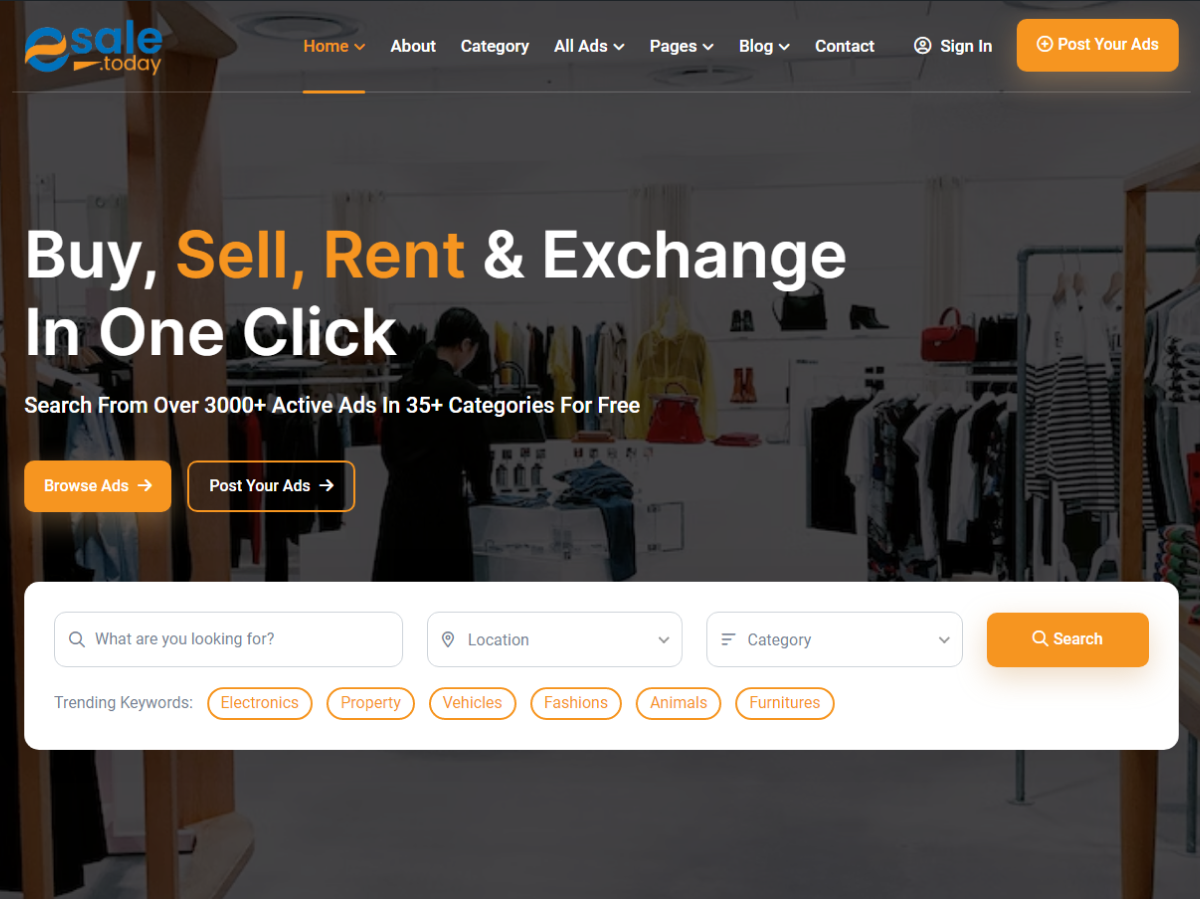 esale
.today
Home About Category All Ads Pages Blog Contact Sign In Post Your Ads
Buy, Sell, Rent & Exchange
In One Click
Search From Over 3000+ Active Ads In 35+ Categories For Free
Browse Ads Post Your Ads
What are you looking for? Location Category Search
Trending Keywords: Electronics Property Vehicles Fashions Animals Furnitures